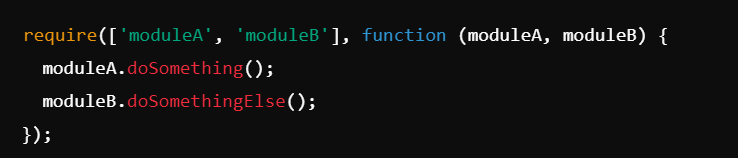 require(['moduleA', 'moduleB'], function (moduleA, moduleB) {
  moduleA.doSomething();
  moduleB.doSomethingElse();
});